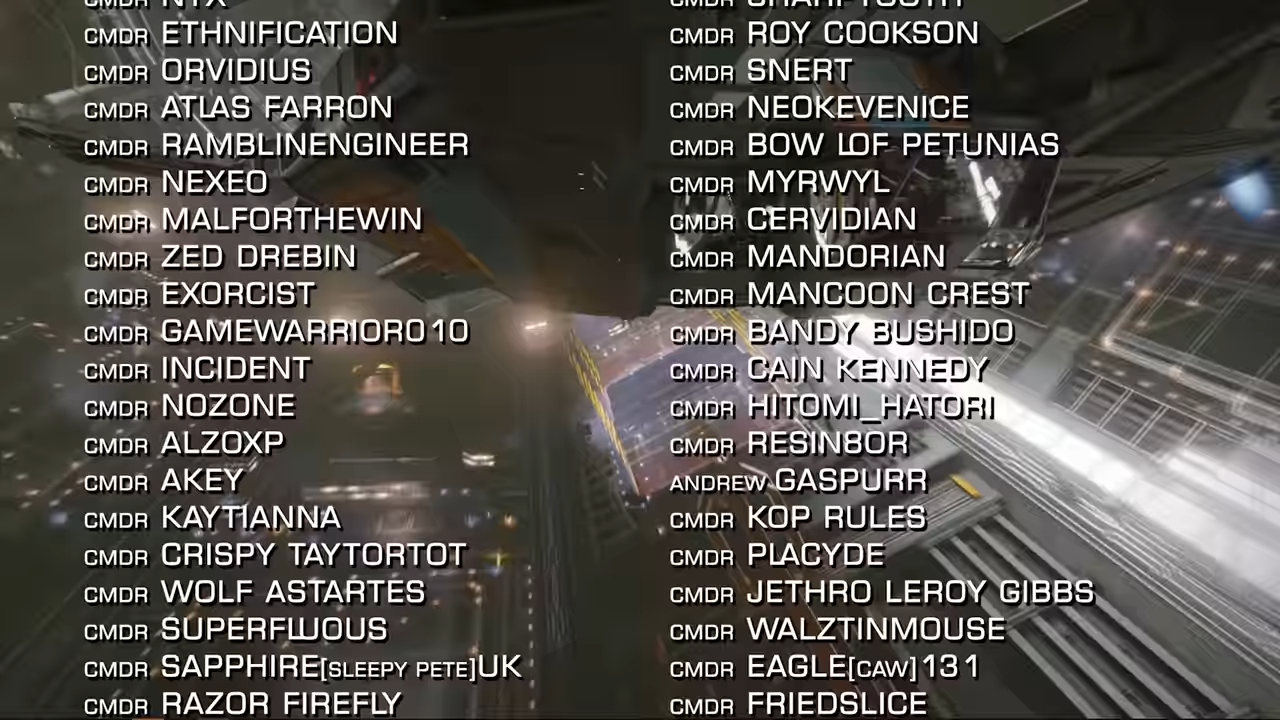 CMDR NYX
CMDR ETHNIFICATION
CMDR ORVIDIUS
CMDR ATLAS FARRON
CMDR RAMBLINENGINEER
CMDR NEXEO
CMDR MALFORTHEWIN
CMDR ZED DREBIN
CMDR EXORCIST
CMDR GAMEWARRIOR010
CMDR INCIDENT
CMDR NOZONE
CMDR ALZOXP
CMDR AKEY
CMDR KAYTIANNA
CMDR CRISPY TAYTORTOT
CMDR WOLF ASTARTES
CMDR SUPERFLUOUS
CMDR SAPPHIRE[SLEEPY PETE]UK
CMDR RAZOR FIREFLY
CMDR SHARPTOOTH
CMDR ROY COOKSON
CMDR SNERT
CMDR NEOKEVENICE
CMDR BOW LOF PETUNIAS
CMDR MYRWYL
CMDR CERVIDIAN
CMDR MANDORIAN
CMDR MANCOON CREST
CMDR BANDY BUSHIDO
CMDR CAIN KENNEDY
CMDR HITOMI_HATORI
CMDR RESIN8OR
ANDREW GASPURR
CMDR KOP RULES
CMDR PLACYDE
CMDR JETHRO LEROY GIBBS
CMDR WALZTINMOUSE
CMDR EAGLE[CAW]131
CMDR FRIEDSLICE